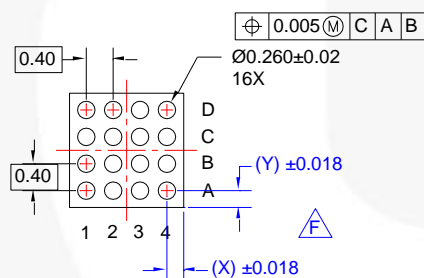 ⌖ 0.005 Ⓜ C A B
0.40
Ø0.260±0.02
16X
D
C
B
(Y) ±0.018
0.40
A
F
1 2 3 4
(X) ±0.018